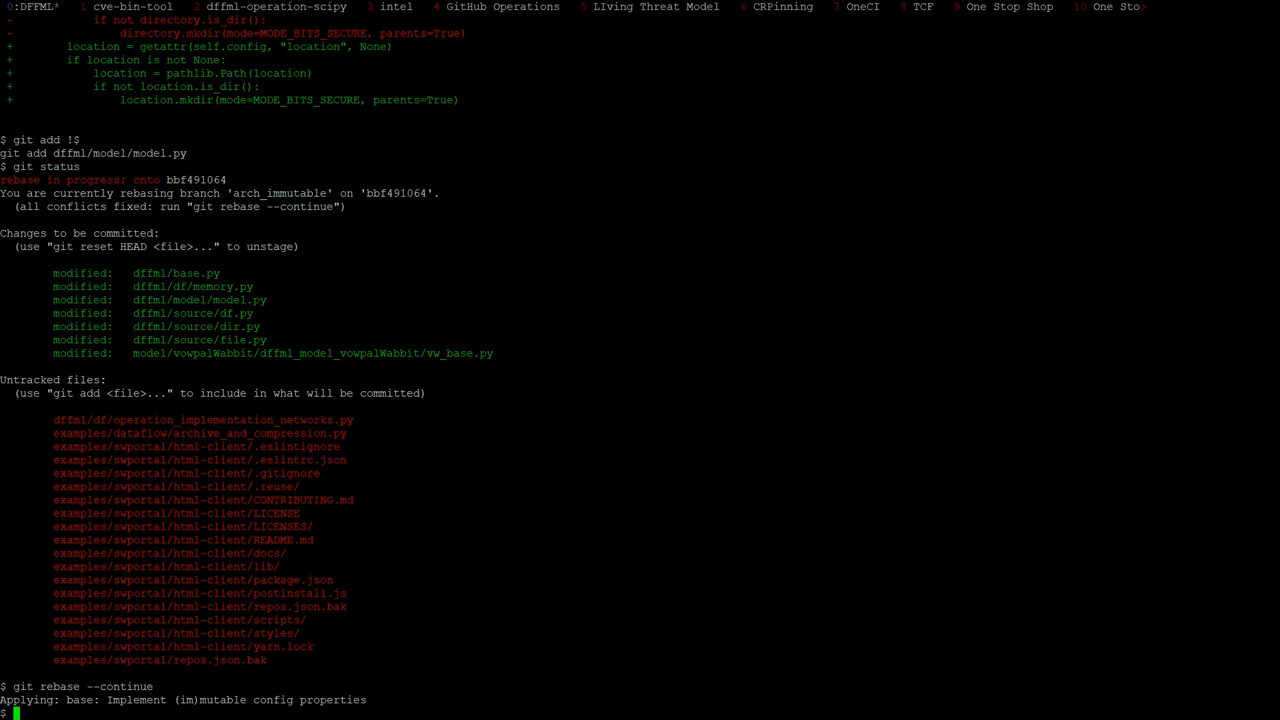 0:DFFML*  1 cve-bin-tool  2 dffml-operation-scipy  3 intel  4 GitHub Operations  5 LIving Threat Model  6 CRPinning  7 OneCI  8 TCF  9 One Stop Shop  10 One Sto>
-               if not directory.is_dir():
-                   directory.mkdir(mode=MODE_BITS_SECURE, parents=True)
+        location = getattr(self.config, "location", None)
+        if location is not None:
+            location = pathlib.Path(location)
+            if not location.is_dir():
+                location.mkdir(mode=MODE_BITS_SECURE, parents=True)
$ git add !$
git add dffml/model/model.py
$ git status
rebase in progress; onto bbf491064
You are currently rebasing branch 'arch_immutable' on 'bbf491064'.
  (all conflicts fixed: run "git rebase --continue")
Changes to be committed:
  (use "git reset HEAD <file>..." to unstage)
        modified:   dffml/base.py
        modified:   dffml/df/memory.py
        modified:   dffml/model/model.py
        modified:   dffml/source/df.py
        modified:   dffml/source/dir.py
        modified:   dffml/source/file.py
        modified:   model/vowpalWabbit/dffml_model_vowpalWabbit/vw_base.py
Untracked files:
  (use "git add <file>..." to include in what will be committed)
        dffml/df/operation_implementation_networks.py
        examples/dataflow/archive_and_compression.py
        examples/swportal/html-client/.eslintignore
        examples/swportal/html-client/.eslintrc.json
        examples/swportal/html-client/.gitignore
        examples/swportal/html-client/.reuse/
        examples/swportal/html-client/CONTRIBUTING.md
        examples/swportal/html-client/LICENSE
        examples/swportal/html-client/LICENSES/
        examples/swportal/html-client/README.md
        examples/swportal/html-client/docs/
        examples/swportal/html-client/lib/
        examples/swportal/html-client/package.json
        examples/swportal/html-client/postinstall.js
        examples/swportal/html-client/repos.json.bak
        examples/swportal/html-client/scripts/
        examples/swportal/html-client/styles/
        examples/swportal/html-client/yarn.lock
        examples/swportal/repos.json.bak
$ git rebase --continue
Applying: base: Implement (im)mutable config properties
$